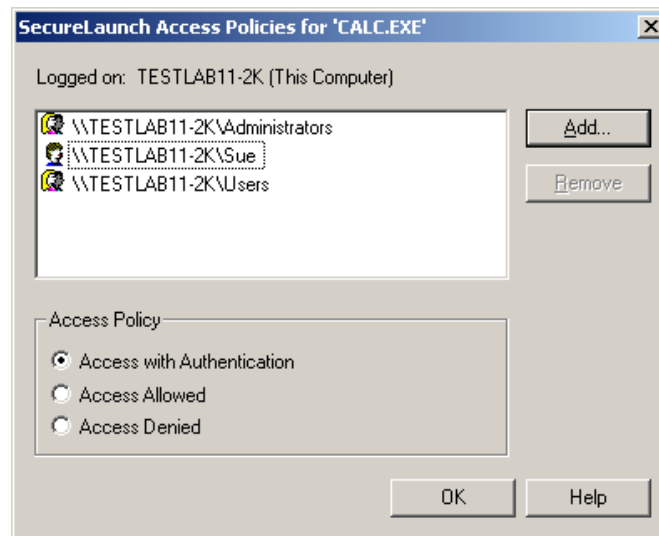 SecureLaunch Access Policies for 'CALC.EXE'
Logged on: TESTLAB11-2K (This Computer)
\\TESTLAB11-2K\Administrators
\\TESTLAB11-2K\Sue
\\TESTLAB11-2K\Users
Add...
Remove
Access Policy
Access with Authentication
Access Allowed
Access Denied
OK
Help